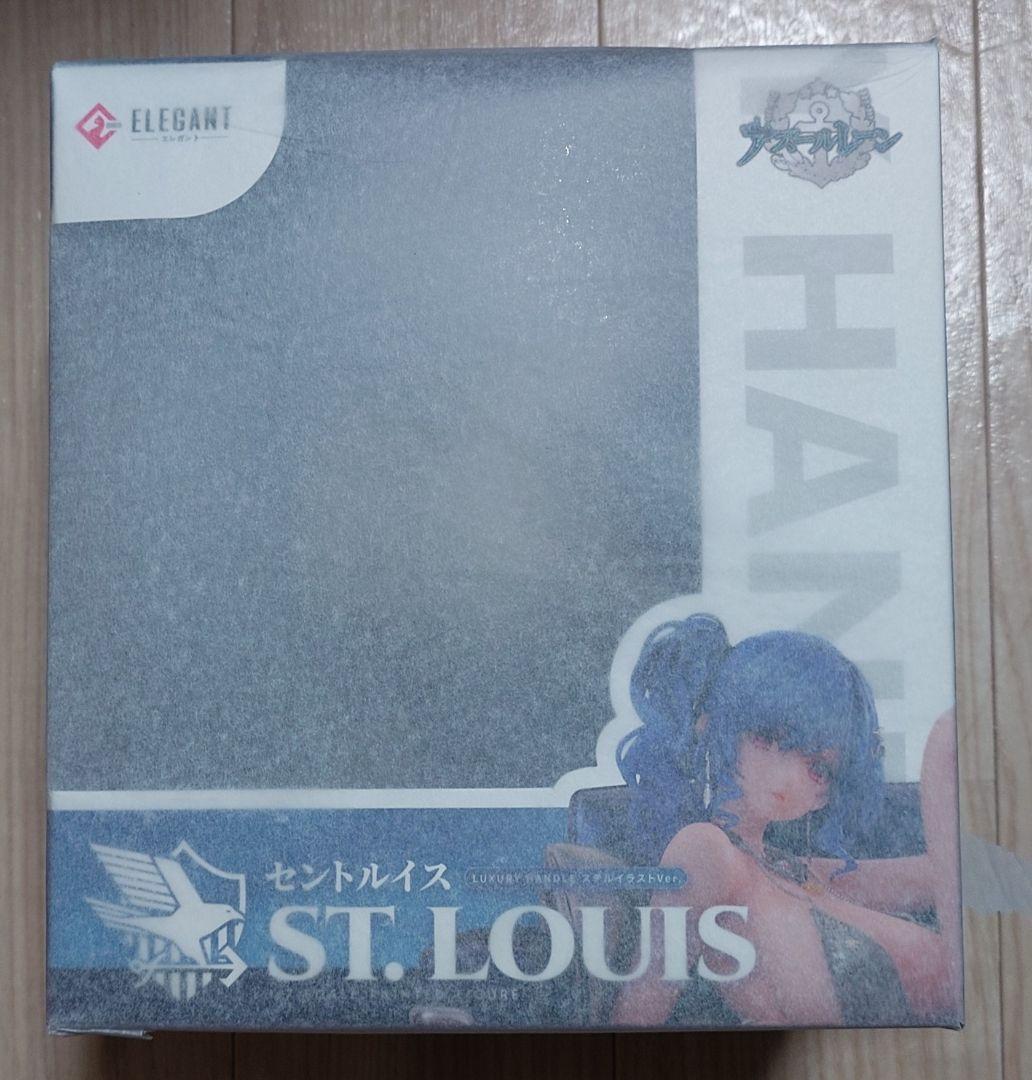 ELEGANT
エレガント
アズールレーン
HAN
セントルイス
LUXURY HANDLE ステルイラストVer.
ST. LOUIS